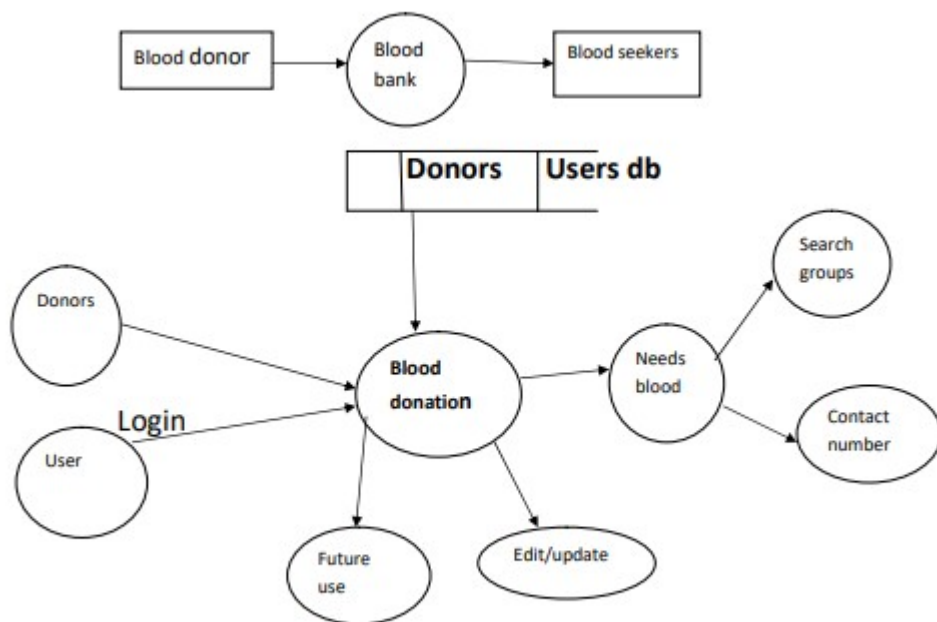 Blood donor
Blood
bank
Blood seekers
Donors
Users db
Search
groups
Donors
Blood
donation
Needs
blood
Login
User
Contact
number
Future
use
Edit/update